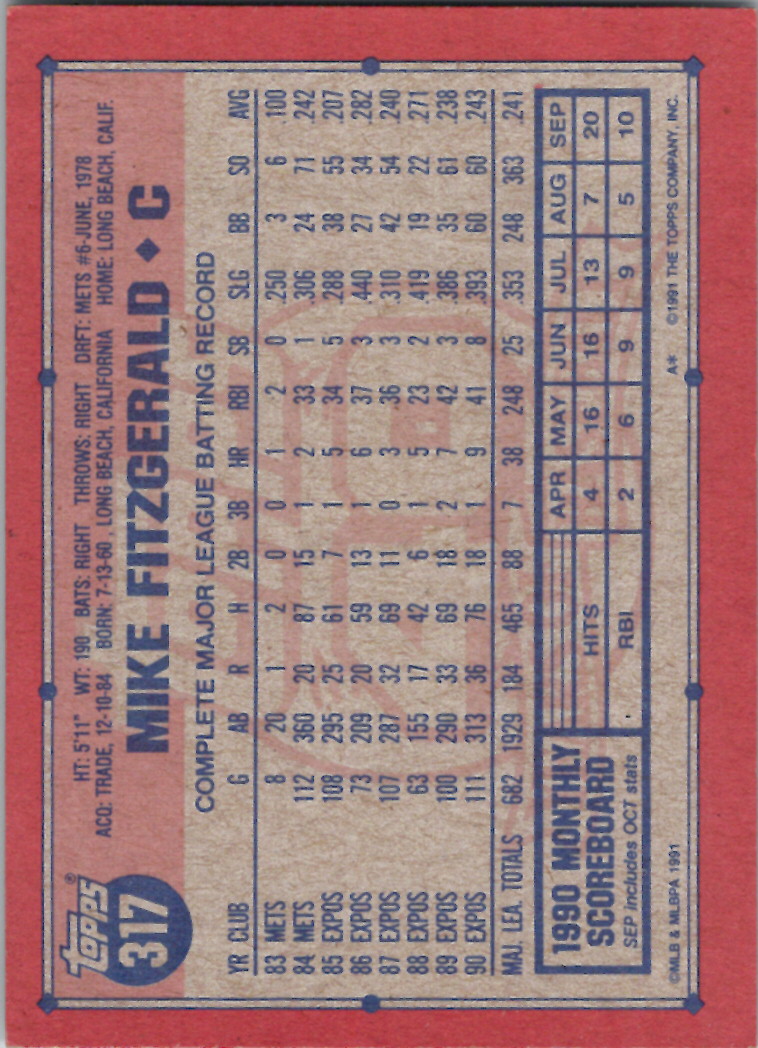 topps®
317
HT: 5'11" WT: 190 BATS: RIGHT THROWS: RIGHT DRFT: METS #6-JUNE, 1978
ACQ: TRADE, 12-10-84 BORN: 7-13-60, LONG BEACH, CALIFORNIA HOME: LONG BEACH, CALIF.
MIKE FITZGERALD ♦ C
COMPLETE MAJOR LEAGUE BATTING RECORD
YR CLUB G AB R H 2B 3B HR RBI SB SLG BB SO AVG
83 METS 8 20 1 2 0 0 1 2 0 .250 3 6 .100
84 METS 112 360 20 87 15 1 2 33 1 .306 24 71 .242
85 EXPOS 108 295 25 61 7 1 5 34 5 .288 38 55 .207
86 EXPOS 73 209 20 59 13 1 6 37 3 .440 27 34 .282
87 EXPOS 107 287 32 69 11 0 3 36 3 .310 42 54 .240
88 EXPOS 63 155 17 42 6 1 5 23 2 .419 19 22 .271
89 EXPOS 100 290 33 69 18 2 7 42 3 .386 35 61 .238
90 EXPOS 111 313 36 76 18 1 9 41 8 .393 60 60 .243
MAJ. LEA. TOTALS 682 1929 184 465 88 7 38 248 25 .353 248 363 .241
1990 MONTHLY
SCOREBOARD
SEP includes OCT stats
APR MAY JUN JUL AUG SEP
HITS 4 16 16 13 7 20
RBI 2 6 9 9 5 10
©MLB & MLBPA 1991 A* ©1991 THE TOPPS COMPANY, INC.